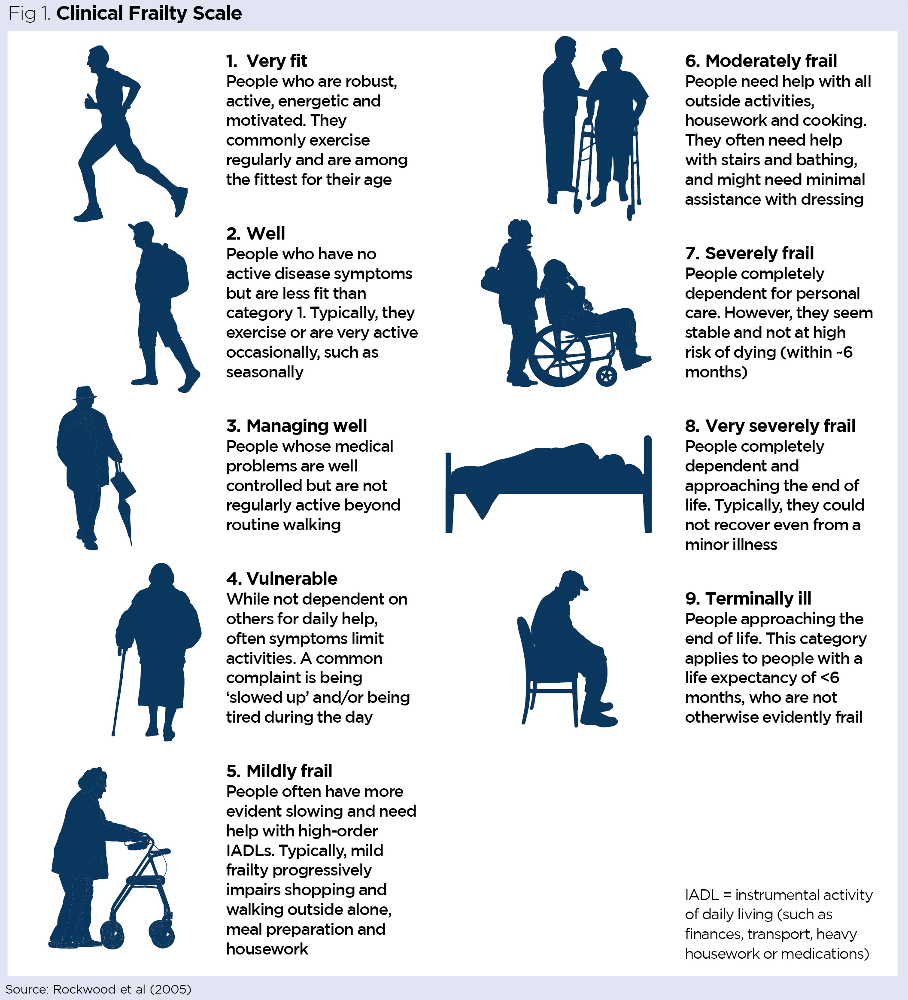 Fig 1. Clinical Frailty Scale
1. Very fit
People who are robust,
active, energetic and
motivated. They
commonly exercise
regularly and are among
the fittest for their age
2. Well
People who have no
active disease symptoms
but are less fit than
category 1. Typically, they
exercise or are very active
occasionally, such as
seasonally
3. Managing well
People whose medical
problems are well
controlled but are not
regularly active beyond
routine walking
4. Vulnerable
While not dependent on
others for daily help,
often symptoms limit
activities. A common
complaint is being
‘slowed up’ and/or being
tired during the day
5. Mildly frail
People often have more
evident slowing and need
help with high-order
IADLs. Typically, mild
frailty progressively
impairs shopping and
walking outside alone,
meal preparation and
housework
6. Moderately frail
People need help with all
outside activities,
housework and cooking.
They often need help
with stairs and bathing,
and might need minimal
assistance with dressing
7. Severely frail
People completely
dependent for personal
care. However, they seem
stable and not at high
risk of dying (within ~6
months)
8. Very severely frail
People completely
dependent and
approaching the end of
life. Typically, they could
not recover even from a
minor illness
9. Terminally ill
People approaching the
end of life. This category
applies to people with a
life expectancy of <6
months, who are not
otherwise evidently frail
IADL = instrumental activity
of daily living (such as
finances, transport, heavy
housework or medications)
Source: Rockwood et al (2005)